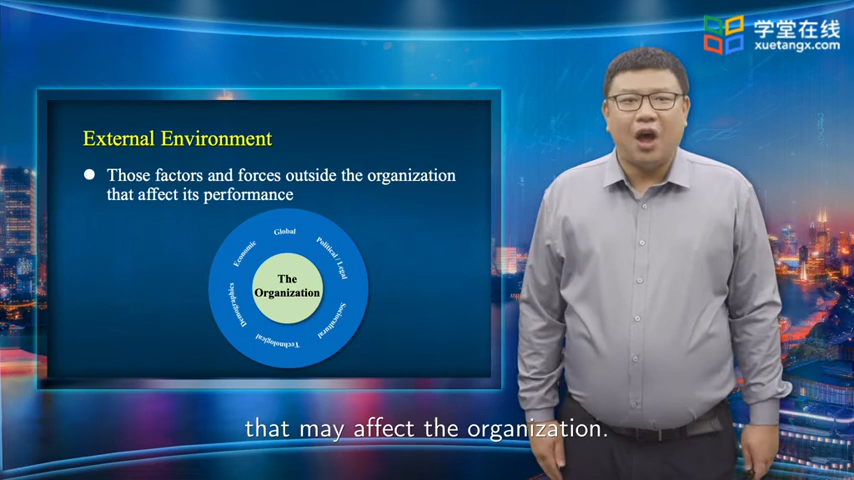 学堂在线
xuetangx.com
External Environment
Those factors and forces outside the organization
that affect its performance
Global
Political / Legal
Sociocultural
Technological
Demographics
Economic
The
Organization
that may affect the organization.